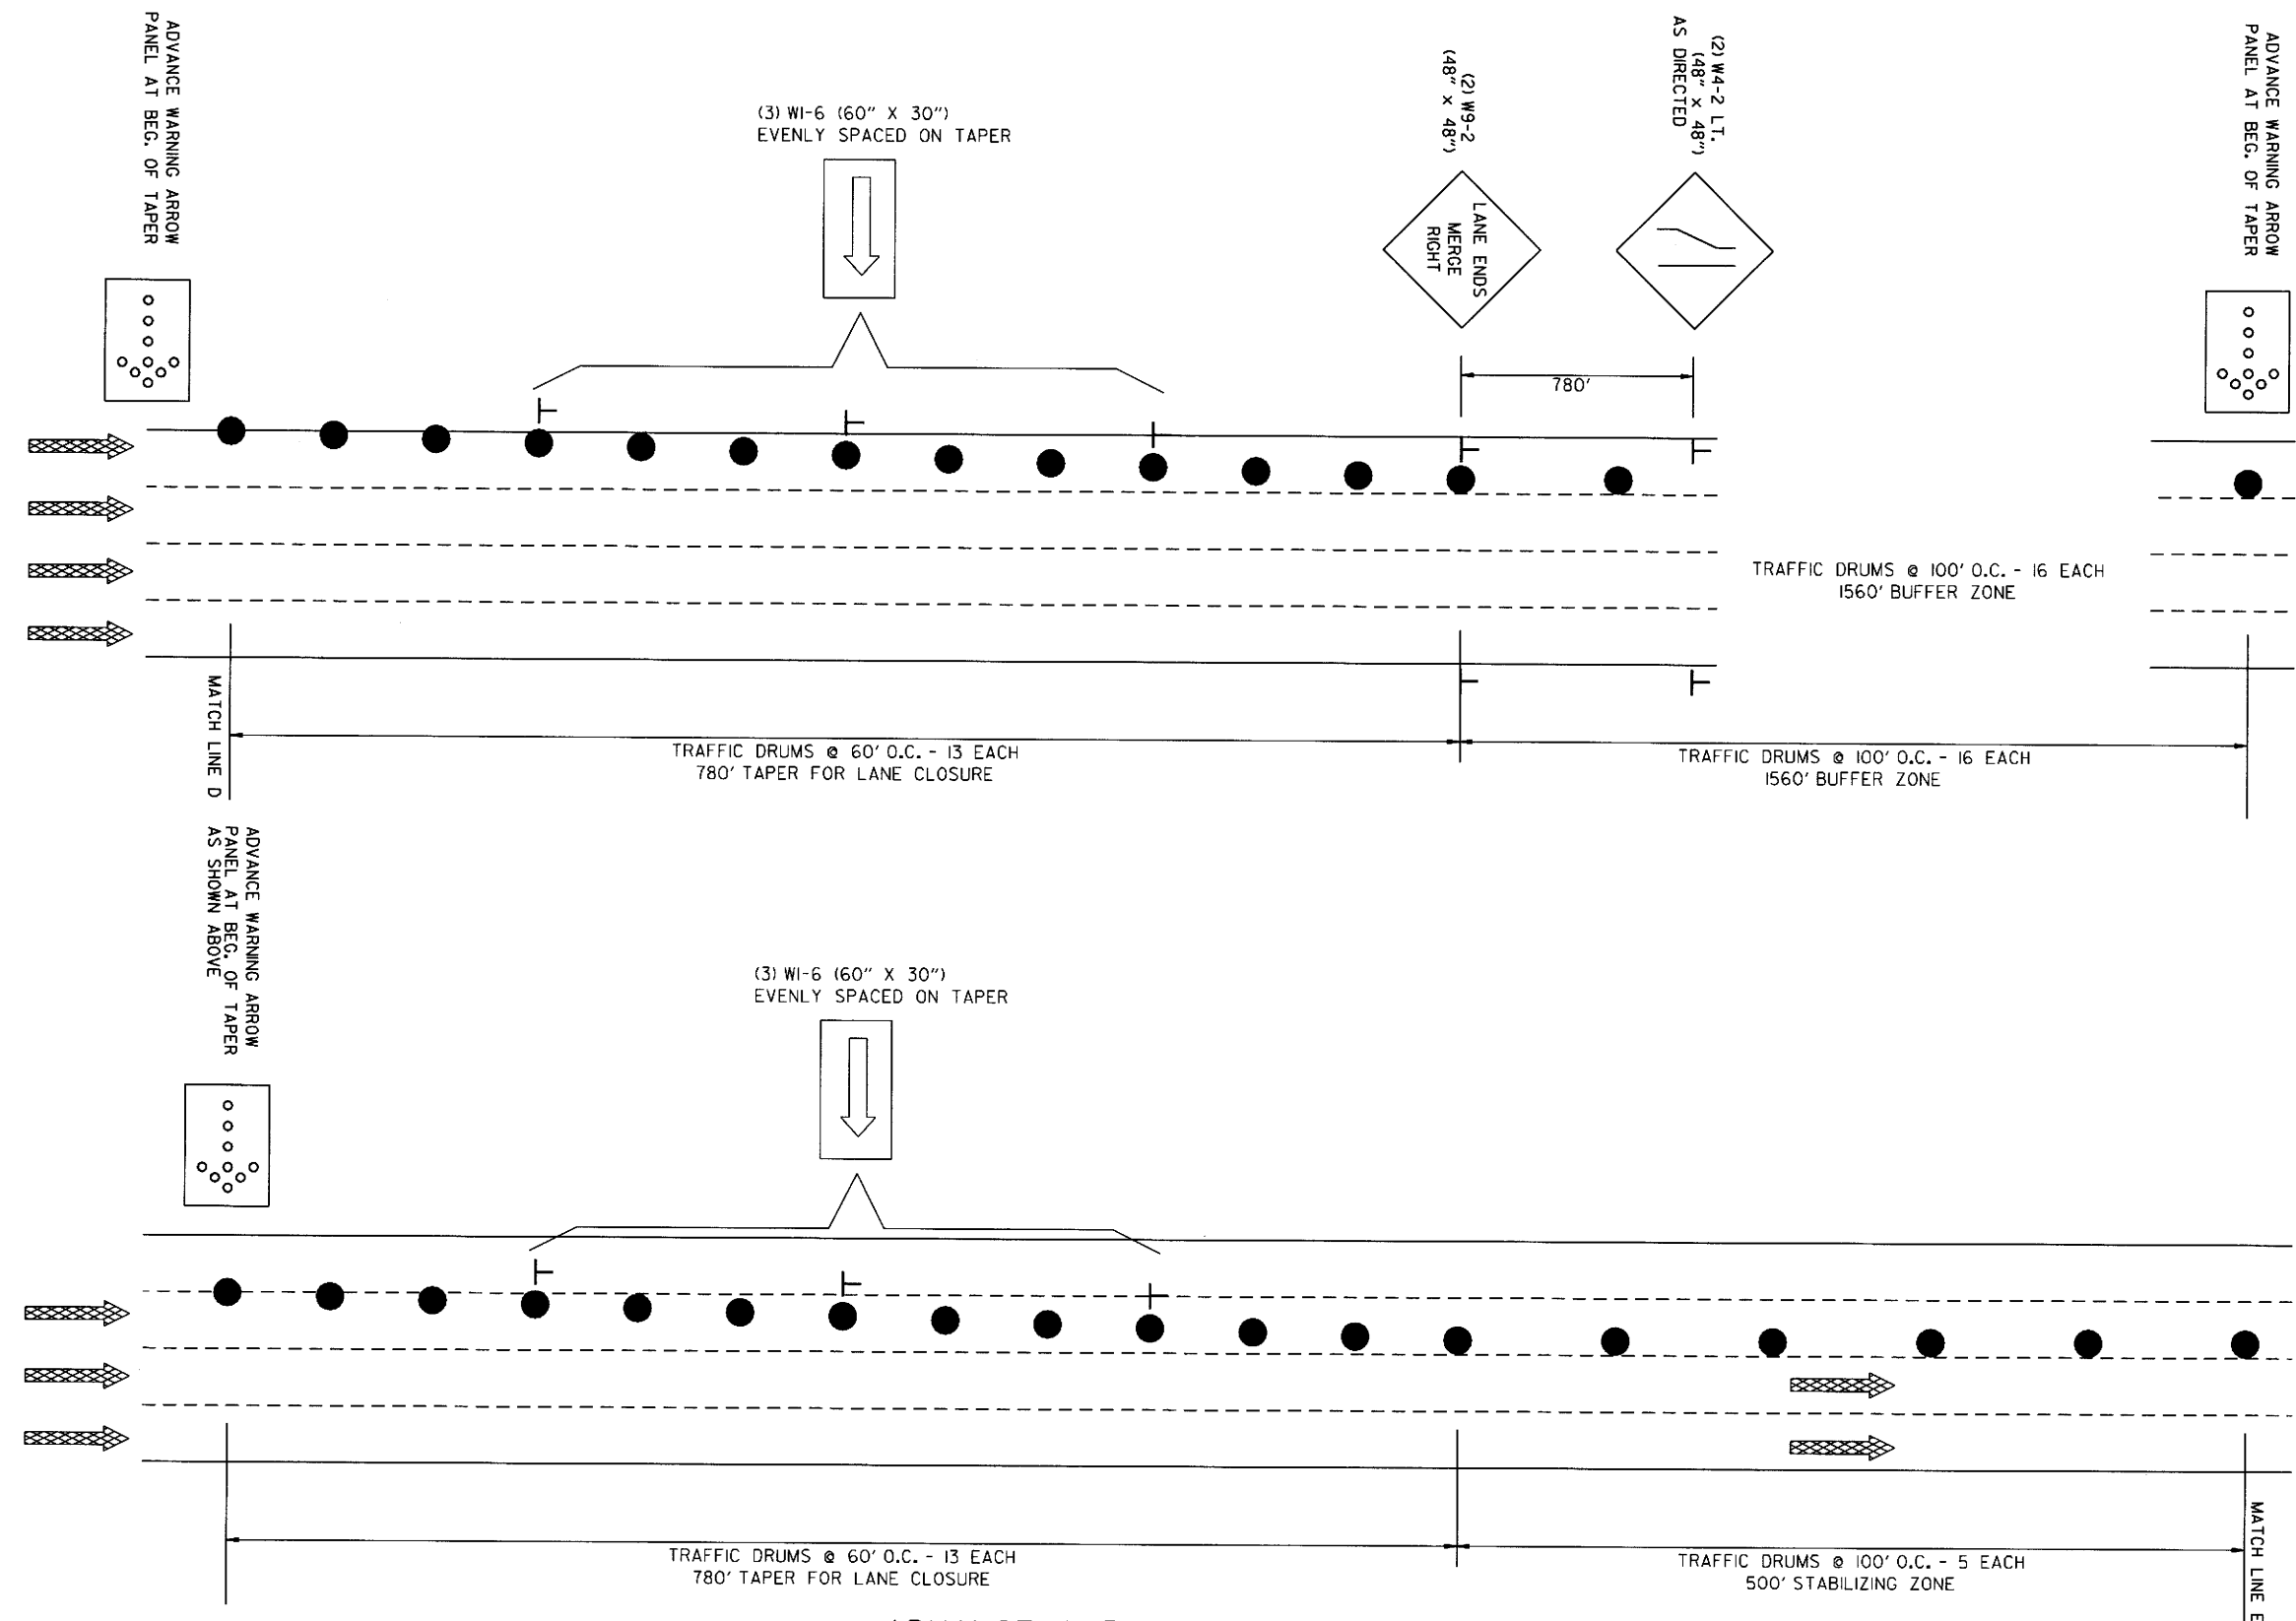 ADVANCE WARNING ARROW
PANEL AT BEG. OF TAPER
(3) W1-6 (60" X 30")
EVENLY SPACED ON TAPER
(2) W9-2
(48" x 48")
LANE ENDS
MERGE
RIGHT
(2) W4-2 LT.
(48" x 48")
AS DIRECTED
ADVANCE WARNING ARROW
PANEL AT BEG. OF TAPER
780'
TRAFFIC DRUMS @ 100' O.C. - 16 EACH
1560' BUFFER ZONE
MATCH LINE D
TRAFFIC DRUMS @ 60' O.C. - 13 EACH
780' TAPER FOR LANE CLOSURE
TRAFFIC DRUMS @ 100' O.C. - 16 EACH
1560' BUFFER ZONE
ADVANCE WARNING ARROW
PANEL AT BEG. OF TAPER
AS SHOWN ABOVE
(3) W1-6 (60" X 30")
EVENLY SPACED ON TAPER
TRAFFIC DRUMS @ 60' O.C. - 13 EACH
780' TAPER FOR LANE CLOSURE
TRAFFIC DRUMS @ 100' O.C. - 5 EACH
500' STABILIZING ZONE
MATCH LINE E